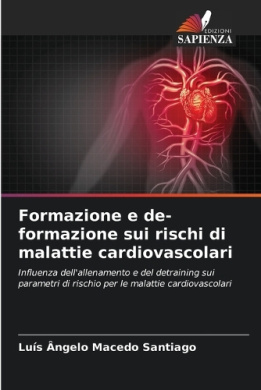 EDIZIONI
SAPIENZA
Formazione e de-
formazione sui rischi di
malattie cardiovascolari
Influenza dell'allenamento e del detraining sui
parametri di rischio per le malattie cardiovascolari
Luís Ângelo Macedo Santiago